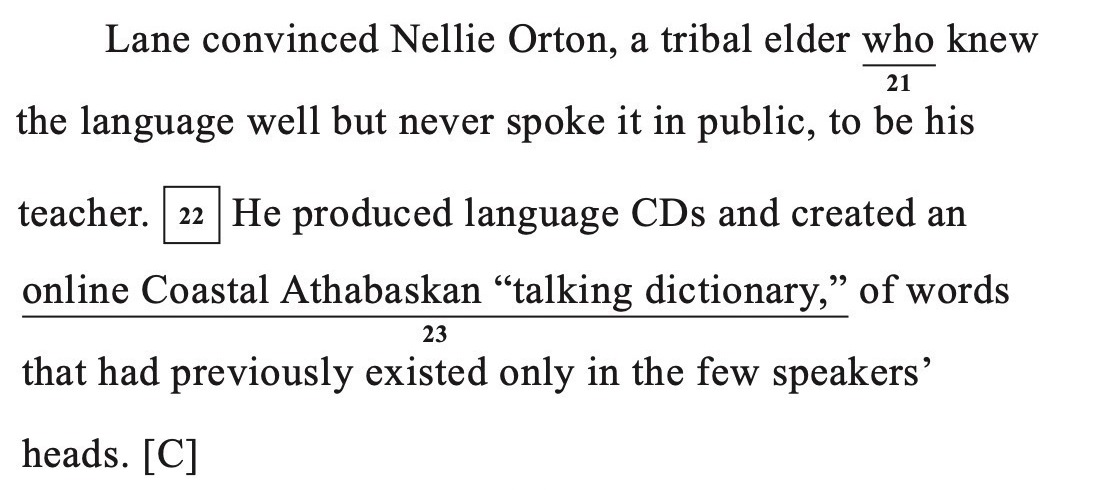 Lane convinced Nellie Orton, a tribal elder who knew
21
the language well but never spoke it in public, to be his
teacher. 22 He produced language CDs and created an
online Coastal Athabaskan “talking dictionary,” of words
23
that had previously existed only in the few speakers’
heads. [C]